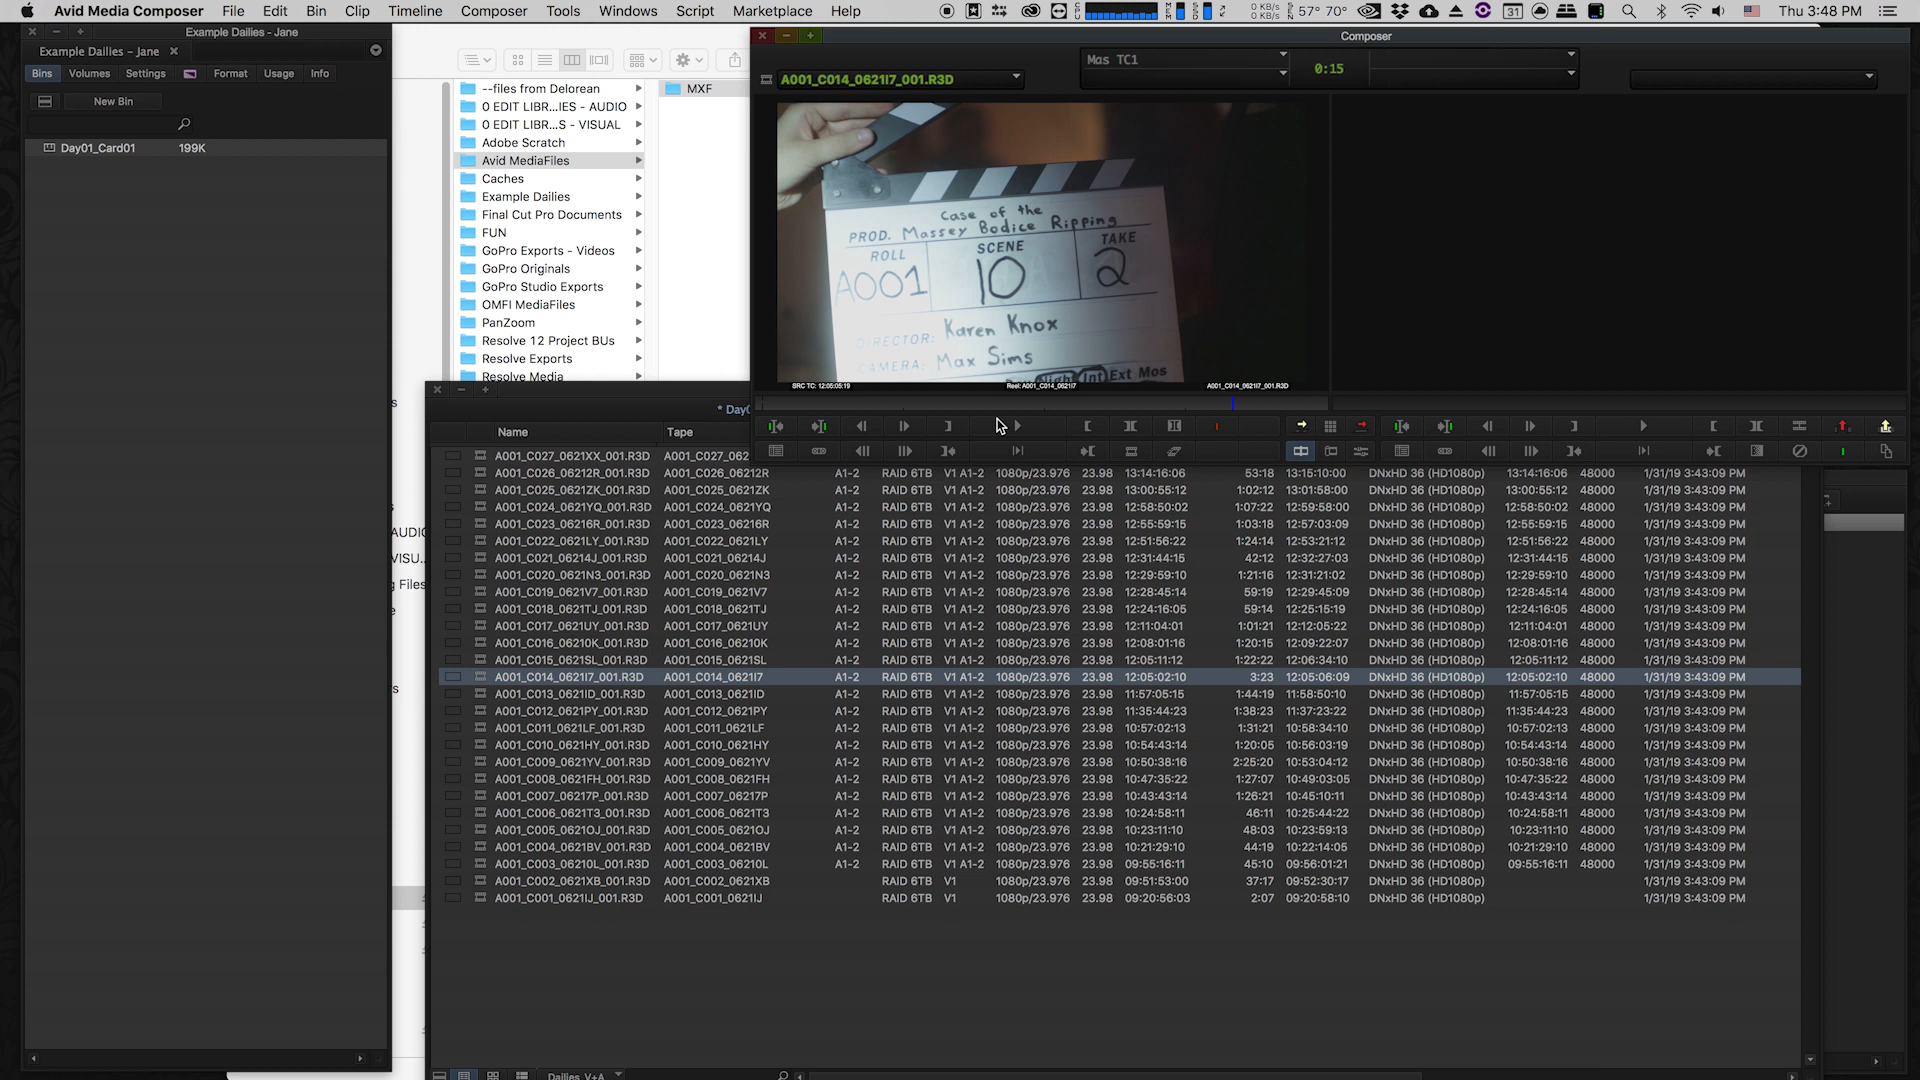 Avid Media Composer File Edit Bin Clip Timeline Composer Tools Windows Script Marketplace Help 0 KB/s 0 KB/s 57° 70° 31 Thu 3:48 PM
Example Dailies - Jane
Example Dailies - Jane
Bins Volumes Settings Format Usage Info
New Bin
Day01_Card01 199K
--files from Delorean
0 EDIT LIBR...IES - AUDIO
0 EDIT LIBR...S - VISUAL
Adobe Scratch
Avid MediaFiles
Caches
Example Dailies
Final Cut Pro Documents
FUN
GoPro Exports - Videos
GoPro Originals
GoPro Studio Exports
OMFI MediaFiles
PanZoom
Resolve 12 Project BUs
Resolve Exports
Resolve Media
MXF
Composer
A001_C014_0621I7_001.R3D
Mas TC1
0:15
Case of the
PROD. Massey Bodice Ripping
ROLL SCENE TAKE
A001 10 2
DIRECTOR: Karen Knox
CAMERA: Max Sims
Night Int Ext Mos
SRC TC: 12:05:05:19 Reel: A001_C014_0621I7 A001_C014_0621I7_001.R3D
* Day0
Name Tape
A001_C027_0621XX_001.R3D A001_C027_062
A001_C026_06212R_001.R3D A001_C026_06212R A1-2 RAID 6TB V1 A1-2 1080p/23.976 23.98 13:14:16:06 53:18 13:15:10:00 DNxHD 36 (HD1080p) 13:14:16:06 48000 1/31/19 3:43:09 PM
A001_C025_0621ZK_001.R3D A001_C025_0621ZK A1-2 RAID 6TB V1 A1-2 1080p/23.976 23.98 13:00:55:12 1:02:12 13:01:58:00 DNxHD 36 (HD1080p) 13:00:55:12 48000 1/31/19 3:43:09 PM
A001_C024_0621YQ_001.R3D A001_C024_0621YQ A1-2 RAID 6TB V1 A1-2 1080p/23.976 23.98 12:58:50:02 1:07:22 12:59:58:00 DNxHD 36 (HD1080p) 12:58:50:02 48000 1/31/19 3:43:09 PM
A001_C023_06216R_001.R3D A001_C023_06216R A1-2 RAID 6TB V1 A1-2 1080p/23.976 23.98 12:55:59:15 1:03:18 12:57:03:09 DNxHD 36 (HD1080p) 12:55:59:15 48000 1/31/19 3:43:09 PM
A001_C022_0621LY_001.R3D A001_C022_0621LY A1-2 RAID 6TB V1 A1-2 1080p/23.976 23.98 12:51:56:22 1:24:14 12:53:21:12 DNxHD 36 (HD1080p) 12:51:56:22 48000 1/31/19 3:43:09 PM
A001_C021_06214J_001.R3D A001_C021_06214J A1-2 RAID 6TB V1 A1-2 1080p/23.976 23.98 12:31:44:15 42:12 12:32:27:03 DNxHD 36 (HD1080p) 12:31:44:15 48000 1/31/19 3:43:09 PM
A001_C020_0621N3_001.R3D A001_C020_0621N3 A1-2 RAID 6TB V1 A1-2 1080p/23.976 23.98 12:29:59:10 1:21:16 12:31:21:02 DNxHD 36 (HD1080p) 12:29:59:10 48000 1/31/19 3:43:09 PM
A001_C019_0621V7_001.R3D A001_C019_0621V7 A1-2 RAID 6TB V1 A1-2 1080p/23.976 23.98 12:28:45:14 59:19 12:29:45:09 DNxHD 36 (HD1080p) 12:28:45:14 48000 1/31/19 3:43:09 PM
A001_C018_0621TJ_001.R3D A001_C018_0621TJ A1-2 RAID 6TB V1 A1-2 1080p/23.976 23.98 12:24:16:05 59:14 12:25:15:19 DNxHD 36 (HD1080p) 12:24:16:05 48000 1/31/19 3:43:09 PM
A001_C017_0621UY_001.R3D A001_C017_0621UY A1-2 RAID 6TB V1 A1-2 1080p/23.976 23.98 12:11:04:01 1:01:21 12:12:05:22 DNxHD 36 (HD1080p) 12:11:04:01 48000 1/31/19 3:43:09 PM
A001_C016_06210K_001.R3D A001_C016_06210K A1-2 RAID 6TB V1 A1-2 1080p/23.976 23.98 12:08:01:16 1:20:15 12:09:22:07 DNxHD 36 (HD1080p) 12:08:01:16 48000 1/31/19 3:43:09 PM
A001_C015_0621SL_001.R3D A001_C015_0621SL A1-2 RAID 6TB V1 A1-2 1080p/23.976 23.98 12:05:11:12 1:22:22 12:06:34:10 DNxHD 36 (HD1080p) 12:05:11:12 48000 1/31/19 3:43:09 PM
A001_C014_0621I7_001.R3D A001_C014_0621I7 A1-2 RAID 6TB V1 A1-2 1080p/23.976 23.98 12:05:02:10 3:23 12:05:06:09 DNxHD 36 (HD1080p) 12:05:02:10 48000 1/31/19 3:43:09 PM
A001_C013_0621ID_001.R3D A001_C013_0621ID A1-2 RAID 6TB V1 A1-2 1080p/23.976 23.98 11:57:05:15 1:44:19 11:58:50:10 DNxHD 36 (HD1080p) 11:57:05:15 48000 1/31/19 3:43:09 PM
A001_C012_0621PY_001.R3D A001_C012_0621PY A1-2 RAID 6TB V1 A1-2 1080p/23.976 23.98 11:35:44:23 1:38:23 11:37:23:22 DNxHD 36 (HD1080p) 11:35:44:23 48000 1/31/19 3:43:09 PM
A001_C011_0621LF_001.R3D A001_C011_0621LF A1-2 RAID 6TB V1 A1-2 1080p/23.976 23.98 10:57:02:13 1:31:21 10:58:34:10 DNxHD 36 (HD1080p) 10:57:02:13 48000 1/31/19 3:43:09 PM
A001_C010_0621HY_001.R3D A001_C010_0621HY A1-2 RAID 6TB V1 A1-2 1080p/23.976 23.98 10:54:43:14 1:20:05 10:56:03:19 DNxHD 36 (HD1080p) 10:54:43:14 48000 1/31/19 3:43:09 PM
A001_C009_0621YV_001.R3D A001_C009_0621YV A1-2 RAID 6TB V1 A1-2 1080p/23.976 23.98 10:50:38:16 2:25:20 10:53:04:12 DNxHD 36 (HD1080p) 10:50:38:16 48000 1/31/19 3:43:09 PM
A001_C008_0621FH_001.R3D A001_C008_0621FH A1-2 RAID 6TB V1 A1-2 1080p/23.976 23.98 10:47:35:22 1:27:07 10:49:03:05 DNxHD 36 (HD1080p) 10:47:35:22 48000 1/31/19 3:43:09 PM
A001_C007_06217P_001.R3D A001_C007_06217P A1-2 RAID 6TB V1 A1-2 1080p/23.976 23.98 10:43:43:14 1:26:21 10:45:10:11 DNxHD 36 (HD1080p) 10:43:43:14 48000 1/31/19 3:43:09 PM
A001_C006_0621T3_001.R3D A001_C006_0621T3 A1-2 RAID 6TB V1 A1-2 1080p/23.976 23.98 10:24:58:11 46:11 10:25:44:22 DNxHD 36 (HD1080p) 10:24:58:11 48000 1/31/19 3:43:09 PM
A001_C005_0621OJ_001.R3D A001_C005_0621OJ A1-2 RAID 6TB V1 A1-2 1080p/23.976 23.98 10:23:11:10 48:03 10:23:59:13 DNxHD 36 (HD1080p) 10:23:11:10 48000 1/31/19 3:43:09 PM
A001_C004_0621BV_001.R3D A001_C004_0621BV A1-2 RAID 6TB V1 A1-2 1080p/23.976 23.98 10:21:29:10 44:19 10:22:14:05 DNxHD 36 (HD1080p) 10:21:29:10 48000 1/31/19 3:43:09 PM
A001_C003_06210L_001.R3D A001_C003_06210L A1-2 RAID 6TB V1 A1-2 1080p/23.976 23.98 09:55:16:11 45:10 09:56:01:21 DNxHD 36 (HD1080p) 09:55:16:11 48000 1/31/19 3:43:09 PM
A001_C002_0621XB_001.R3D A001_C002_0621XB RAID 6TB V1 1080p/23.976 23.98 09:51:53:00 37:17 09:52:30:17 DNxHD 36 (HD1080p) 1/31/19 3:43:09 PM
A001_C001_0621IJ_001.R3D A001_C001_0621IJ RAID 6TB V1 1080p/23.976 23.98 09:20:56:03 2:07 09:20:58:10 DNxHD 36 (HD1080p) 1/31/19 3:43:09 PM
AUDIO
VISU...
g Files
Dailies V+A